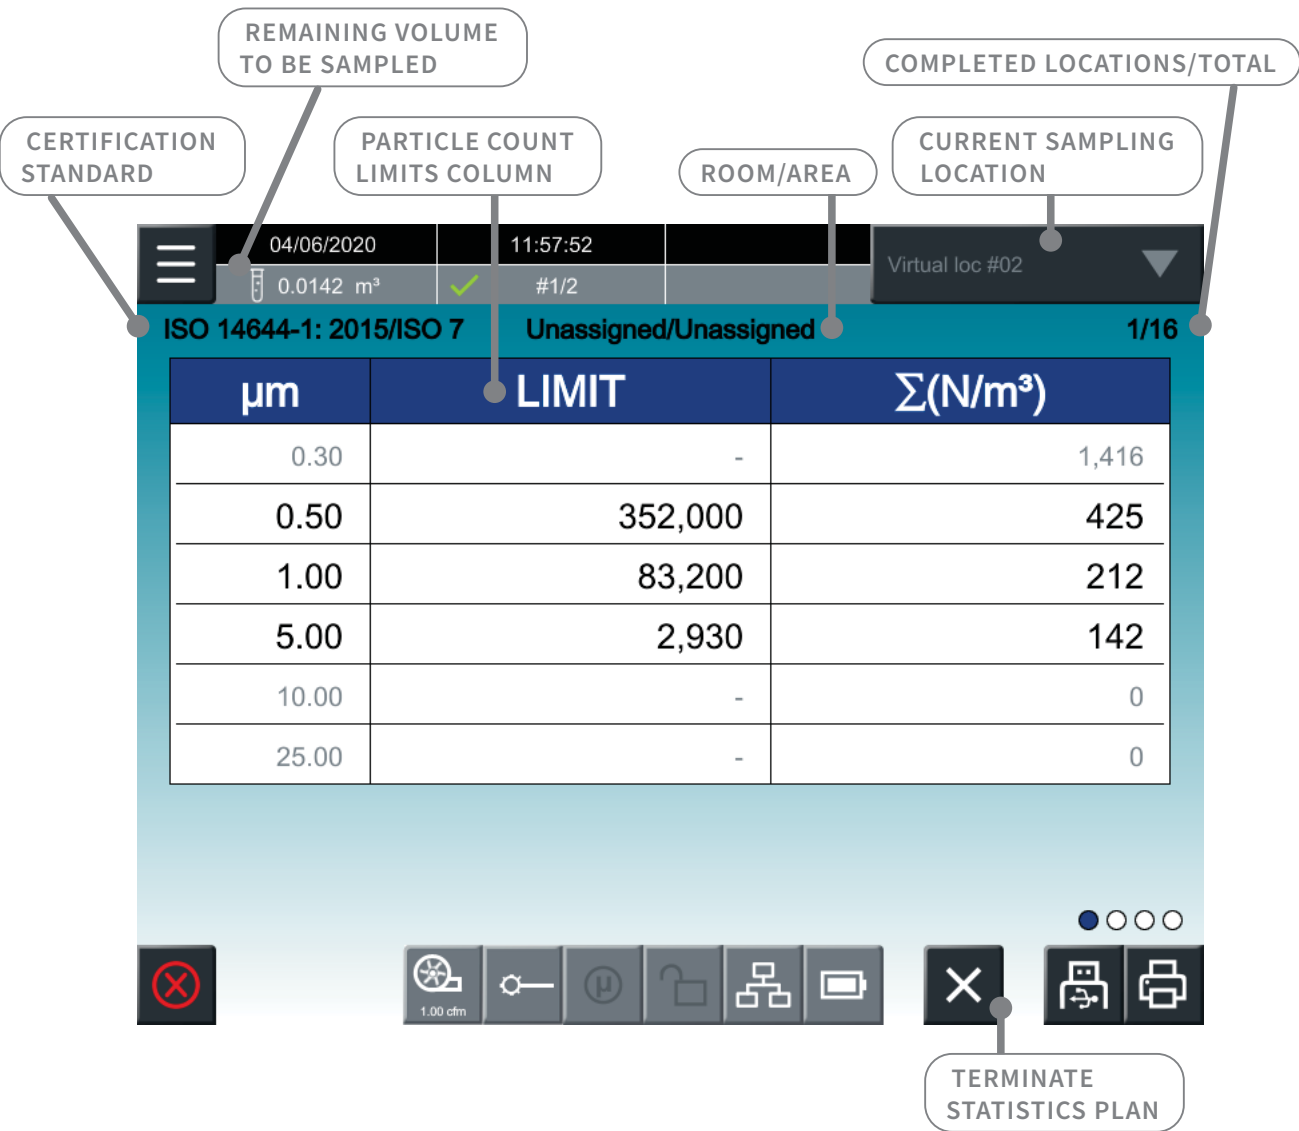 REMAINING VOLUME
TO BE SAMPLED
COMPLETED LOCATIONS/TOTAL
CERTIFICATION
STANDARD
PARTICLE COUNT
LIMITS COLUMN
ROOM/AREA
CURRENT SAMPLING
LOCATION
04/06/2020 11:57:52
Virtual loc #02
0.0142 m³ #1/2
ISO 14644-1: 2015/ISO 7 Unassigned/Unassigned 1/16
µm LIMIT Σ(N/m³)
0.30 - 1,416
0.50 352,000 425
1.00 83,200 212
5.00 2,930 142
10.00 - 0
25.00 - 0
µ
1.00 cfm
TERMINATE
STATISTICS PLAN